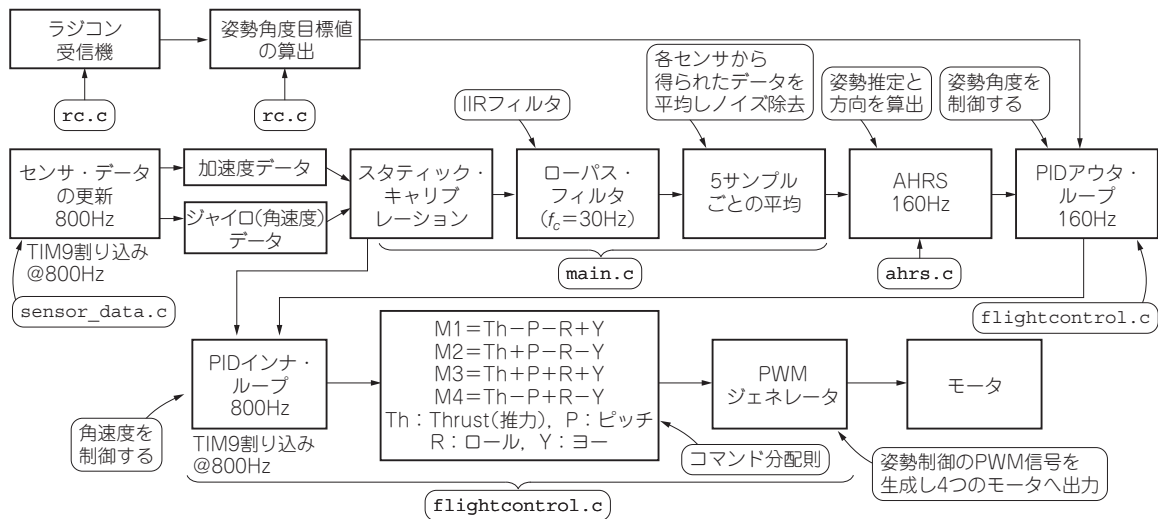 ラジコン
受信機
姿勢角度目標値
の算出
rc.c
rc.c
IIRフィルタ
各センサから
得られたデータを
平均しノイズ除去
姿勢推定と
方向を算出
姿勢角度を
制御する
センサ・データ
の更新
800Hz
加速度データ
ジャイロ(角速度)
データ
スタティック・
キャリブ
レーション
ローパス・
フィルタ
(fc=30Hz)
5サンプル
ごとの平均
AHRS
160Hz
PIDアウタ・
ループ
160Hz
TIM9割り込み
@800Hz
sensor_data.c
main.c
ahrs.c
flightcontrol.c
PIDインナ・
ループ
800Hz
TIM9割り込み
@800Hz
角速度を
制御する
M1=Th−P−R+Y
M2=Th+P−R−Y
M3=Th+P+R+Y
M4=Th−P+R−Y
Th:Thrust(推力),P:ピッチ
R:ロール,Y:ヨー
コマンド分配則
PWM
ジェネレータ
モータ
姿勢制御のPWM信号を
生成し4つのモータへ出力
flightcontrol.c